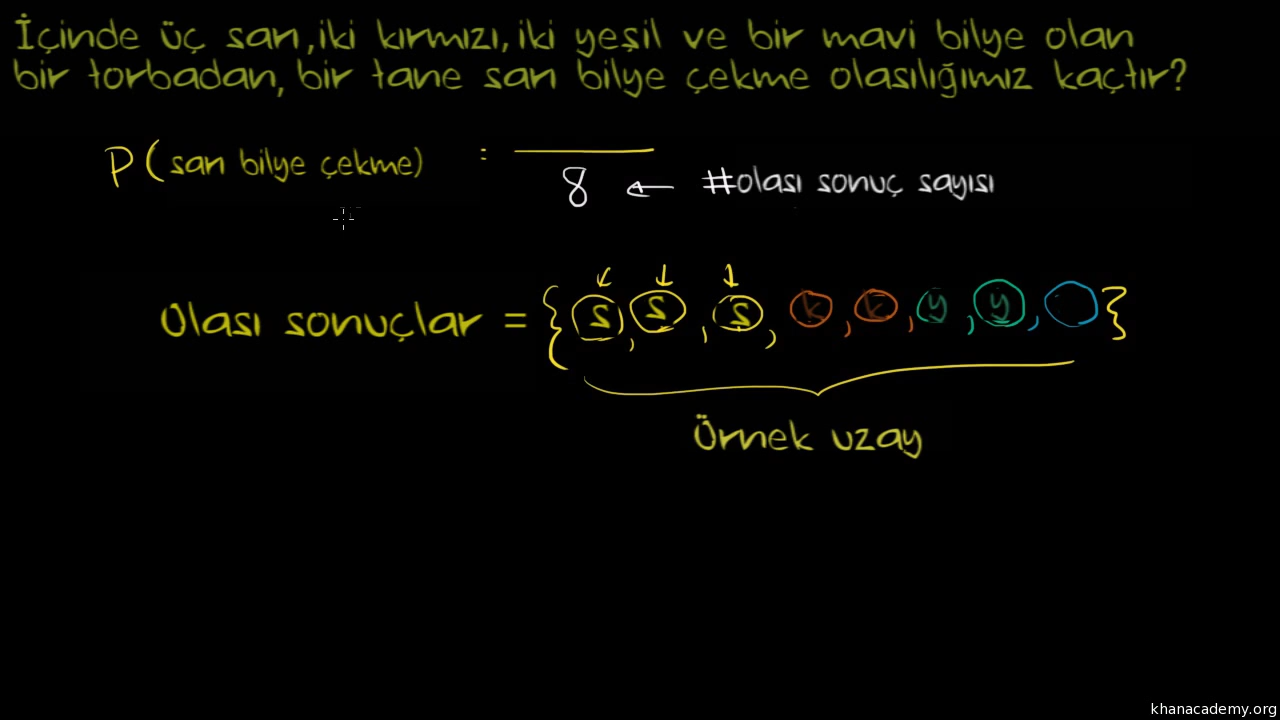 İçinde üç sarı, iki kırmızı, iki yeşil ve bir mavi bilye olan
bir torbadan, bir tane sarı bilye çekme olasılığımız kaçtır?
P (sarı bilye çekme) = 
8 ← #olası sonuç sayısı
Olası sonuçlar = { s, s, s, k, k, y, y, }
Örnek uzay
khanacademy.org